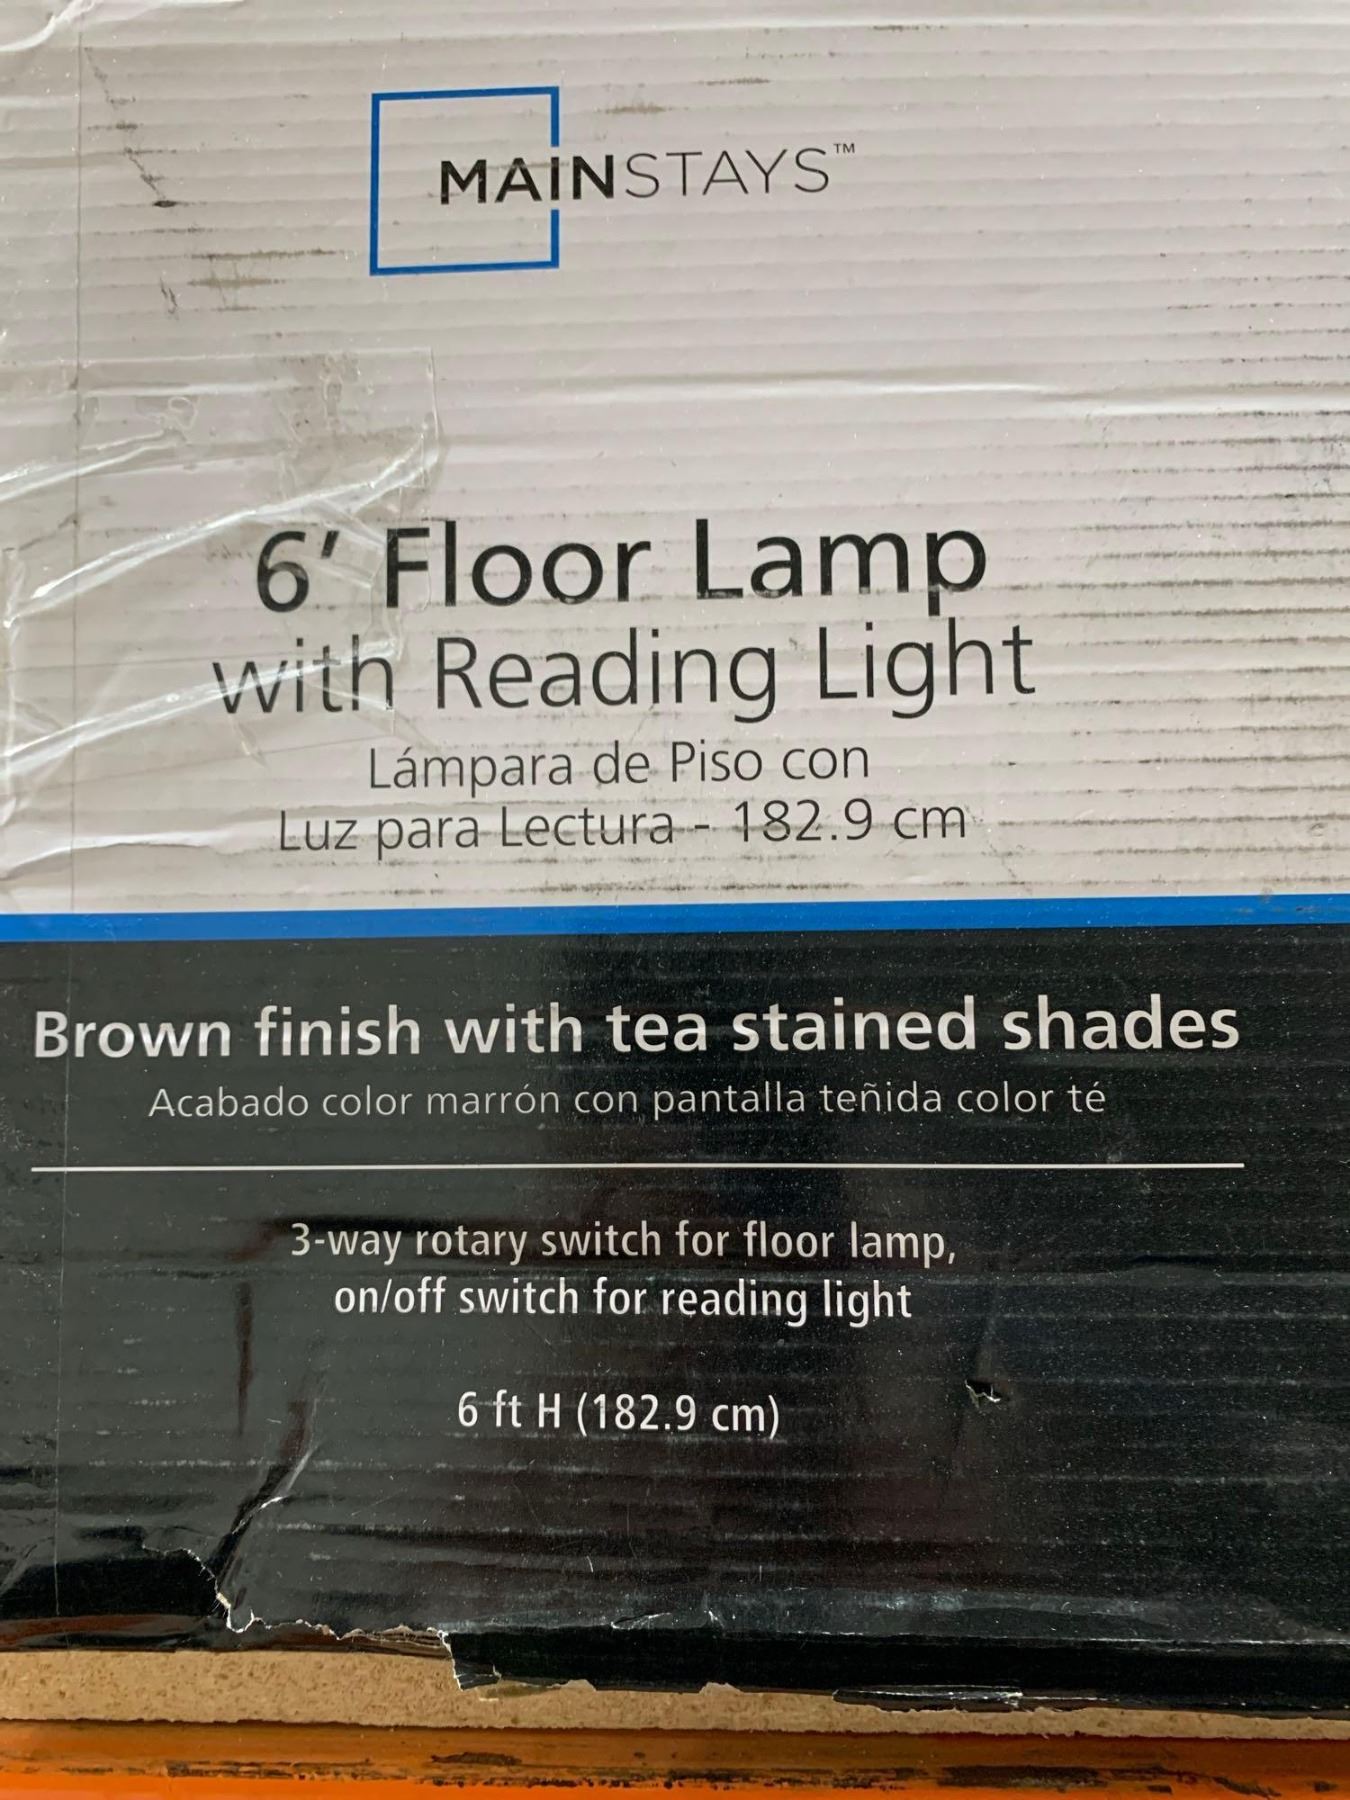 MAINSTAYS™
6' Floor Lamp
with Reading Light
Lámpara de Piso con
Luz para Lectura - 182.9 cm
Brown finish with tea stained shades
Acabado color marrón con pantalla teñida color té
3-way rotary switch for floor lamp,
on/off switch for reading light
6 ft H (182.9 cm)